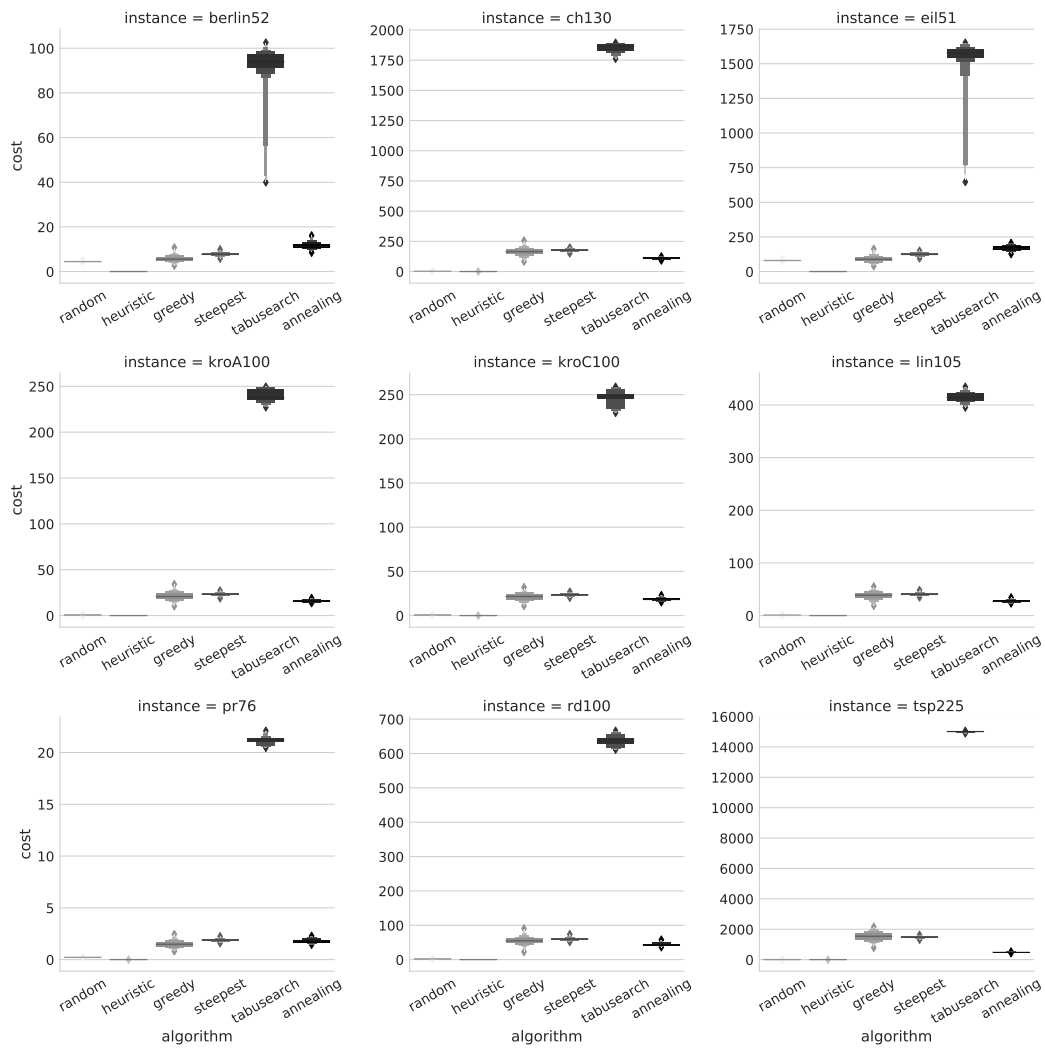 instance = berlin52
100
80
60
40
20
0
cost
random heuristic greedy steepest tabusearch annealing
instance = ch130
2000
1750
1500
1250
1000
750
500
250
0
random heuristic greedy steepest tabusearch annealing
instance = eil51
1750
1500
1250
1000
750
500
250
0
random heuristic greedy steepest tabusearch annealing
instance = kroA100
250
200
150
100
50
0
cost
random heuristic greedy steepest tabusearch annealing
instance = kroC100
250
200
150
100
50
0
random heuristic greedy steepest tabusearch annealing
instance = lin105
400
300
200
100
0
random heuristic greedy steepest tabusearch annealing
instance = pr76
20
15
10
5
0
cost
random heuristic greedy steepest tabusearch annealing
algorithm
instance = rd100
700
600
500
400
300
200
100
0
random heuristic greedy steepest tabusearch annealing
algorithm
instance = tsp225
16000
14000
12000
10000
8000
6000
4000
2000
0
random heuristic greedy steepest tabusearch annealing
algorithm